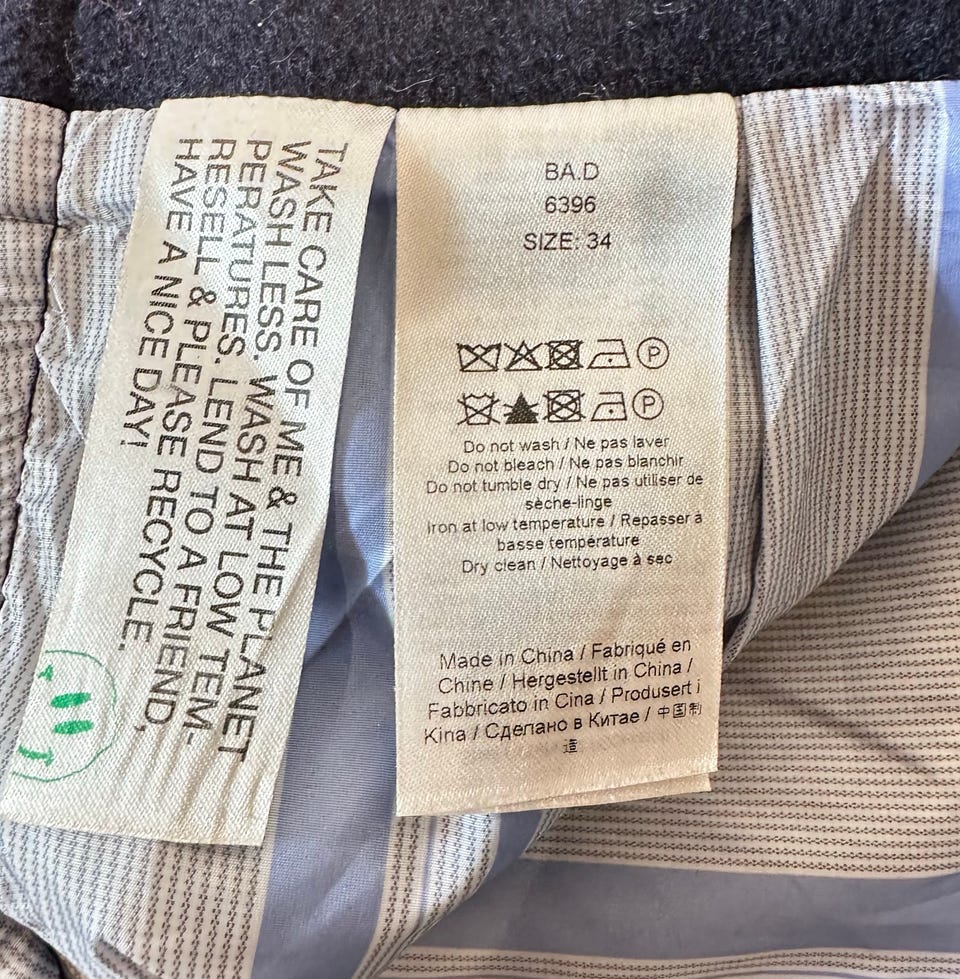 TAKE CARE OF ME & THE PLANET
WASH LESS. WASH AT LOW TEM-
PERATURES. LEND TO A FRIEND,
RESELL & PLEASE RECYCLE.
HAVE A NICE DAY!
BA.D
6396
SIZE: 34
P
P
Do not wash / Ne pas laver
Do not bleach / Ne pas blanchir
Do not tumble dry / Ne pas utiliser de
sèche-linge
Iron at low temperature / Repasser à
basse température
Dry clean / Nettoyage à sec
Made in China / Fabriqué en
Chine / Hergestellt in China /
Fabbricato in Cina / Produsert i
Kina / Сделано в Китае / 中国制
造